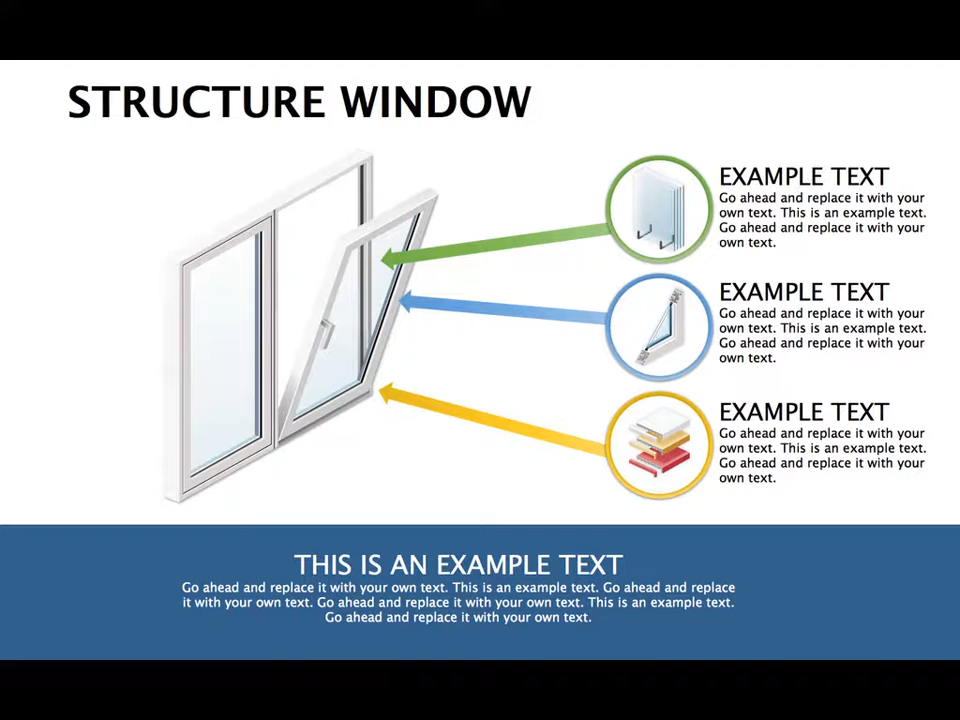 STRUCTURE WINDOW
EXAMPLE TEXT
Go ahead and replace it with your
own text. This is an example text.
Go ahead and replace it with your
own text.
EXAMPLE TEXT
Go ahead and replace it with your
own text. This is an example text.
Go ahead and replace it with your
own text.
EXAMPLE TEXT
Go ahead and replace it with your
own text. This is an example text.
Go ahead and replace it with your
own text.
THIS IS AN EXAMPLE TEXT
Go ahead and replace it with your own text. This is an example text. Go ahead and replace
it with your own text. Go ahead and replace it with your own text. This is an example text.
Go ahead and replace it with your own text.